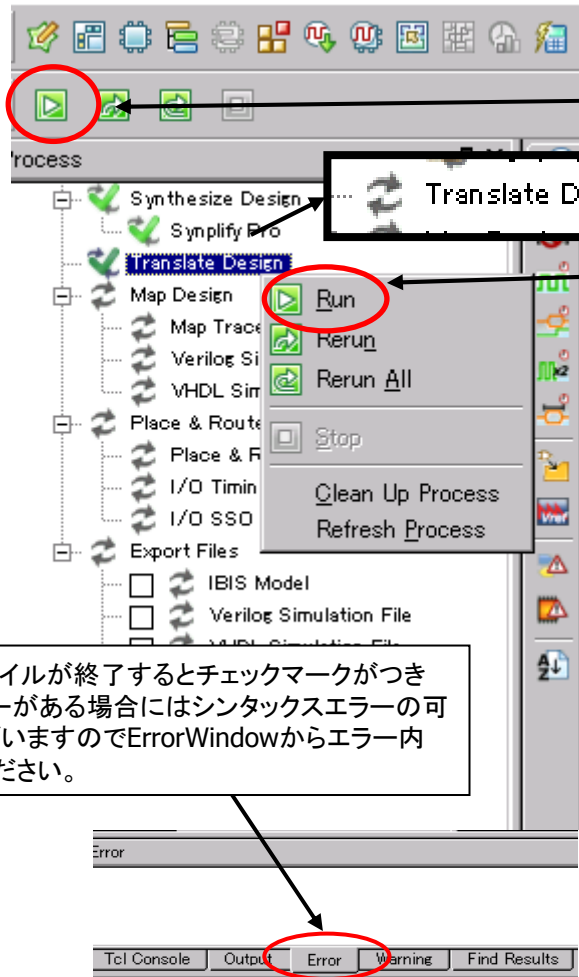 Process
Synthesize Design
Translate D
Synplify Pro
Translate Design
Map Design
Run
Map Trace
Rerun
Verilog Si
Rerun All
VHDL Sim
Place & Route
Stop
Place & R
I/O Timin
Clean Up Process
I/O SSO
Refresh Process
Export Files
IBIS Model
Verilog Simulation File
VHDL Simulation File
イルが終了するとチェックマークがつき
ーがある場合にはシンタックスエラーの可
いますのでErrorWindowからエラー内
ださい。
Error
Tcl Console Output Error Warning Find Results